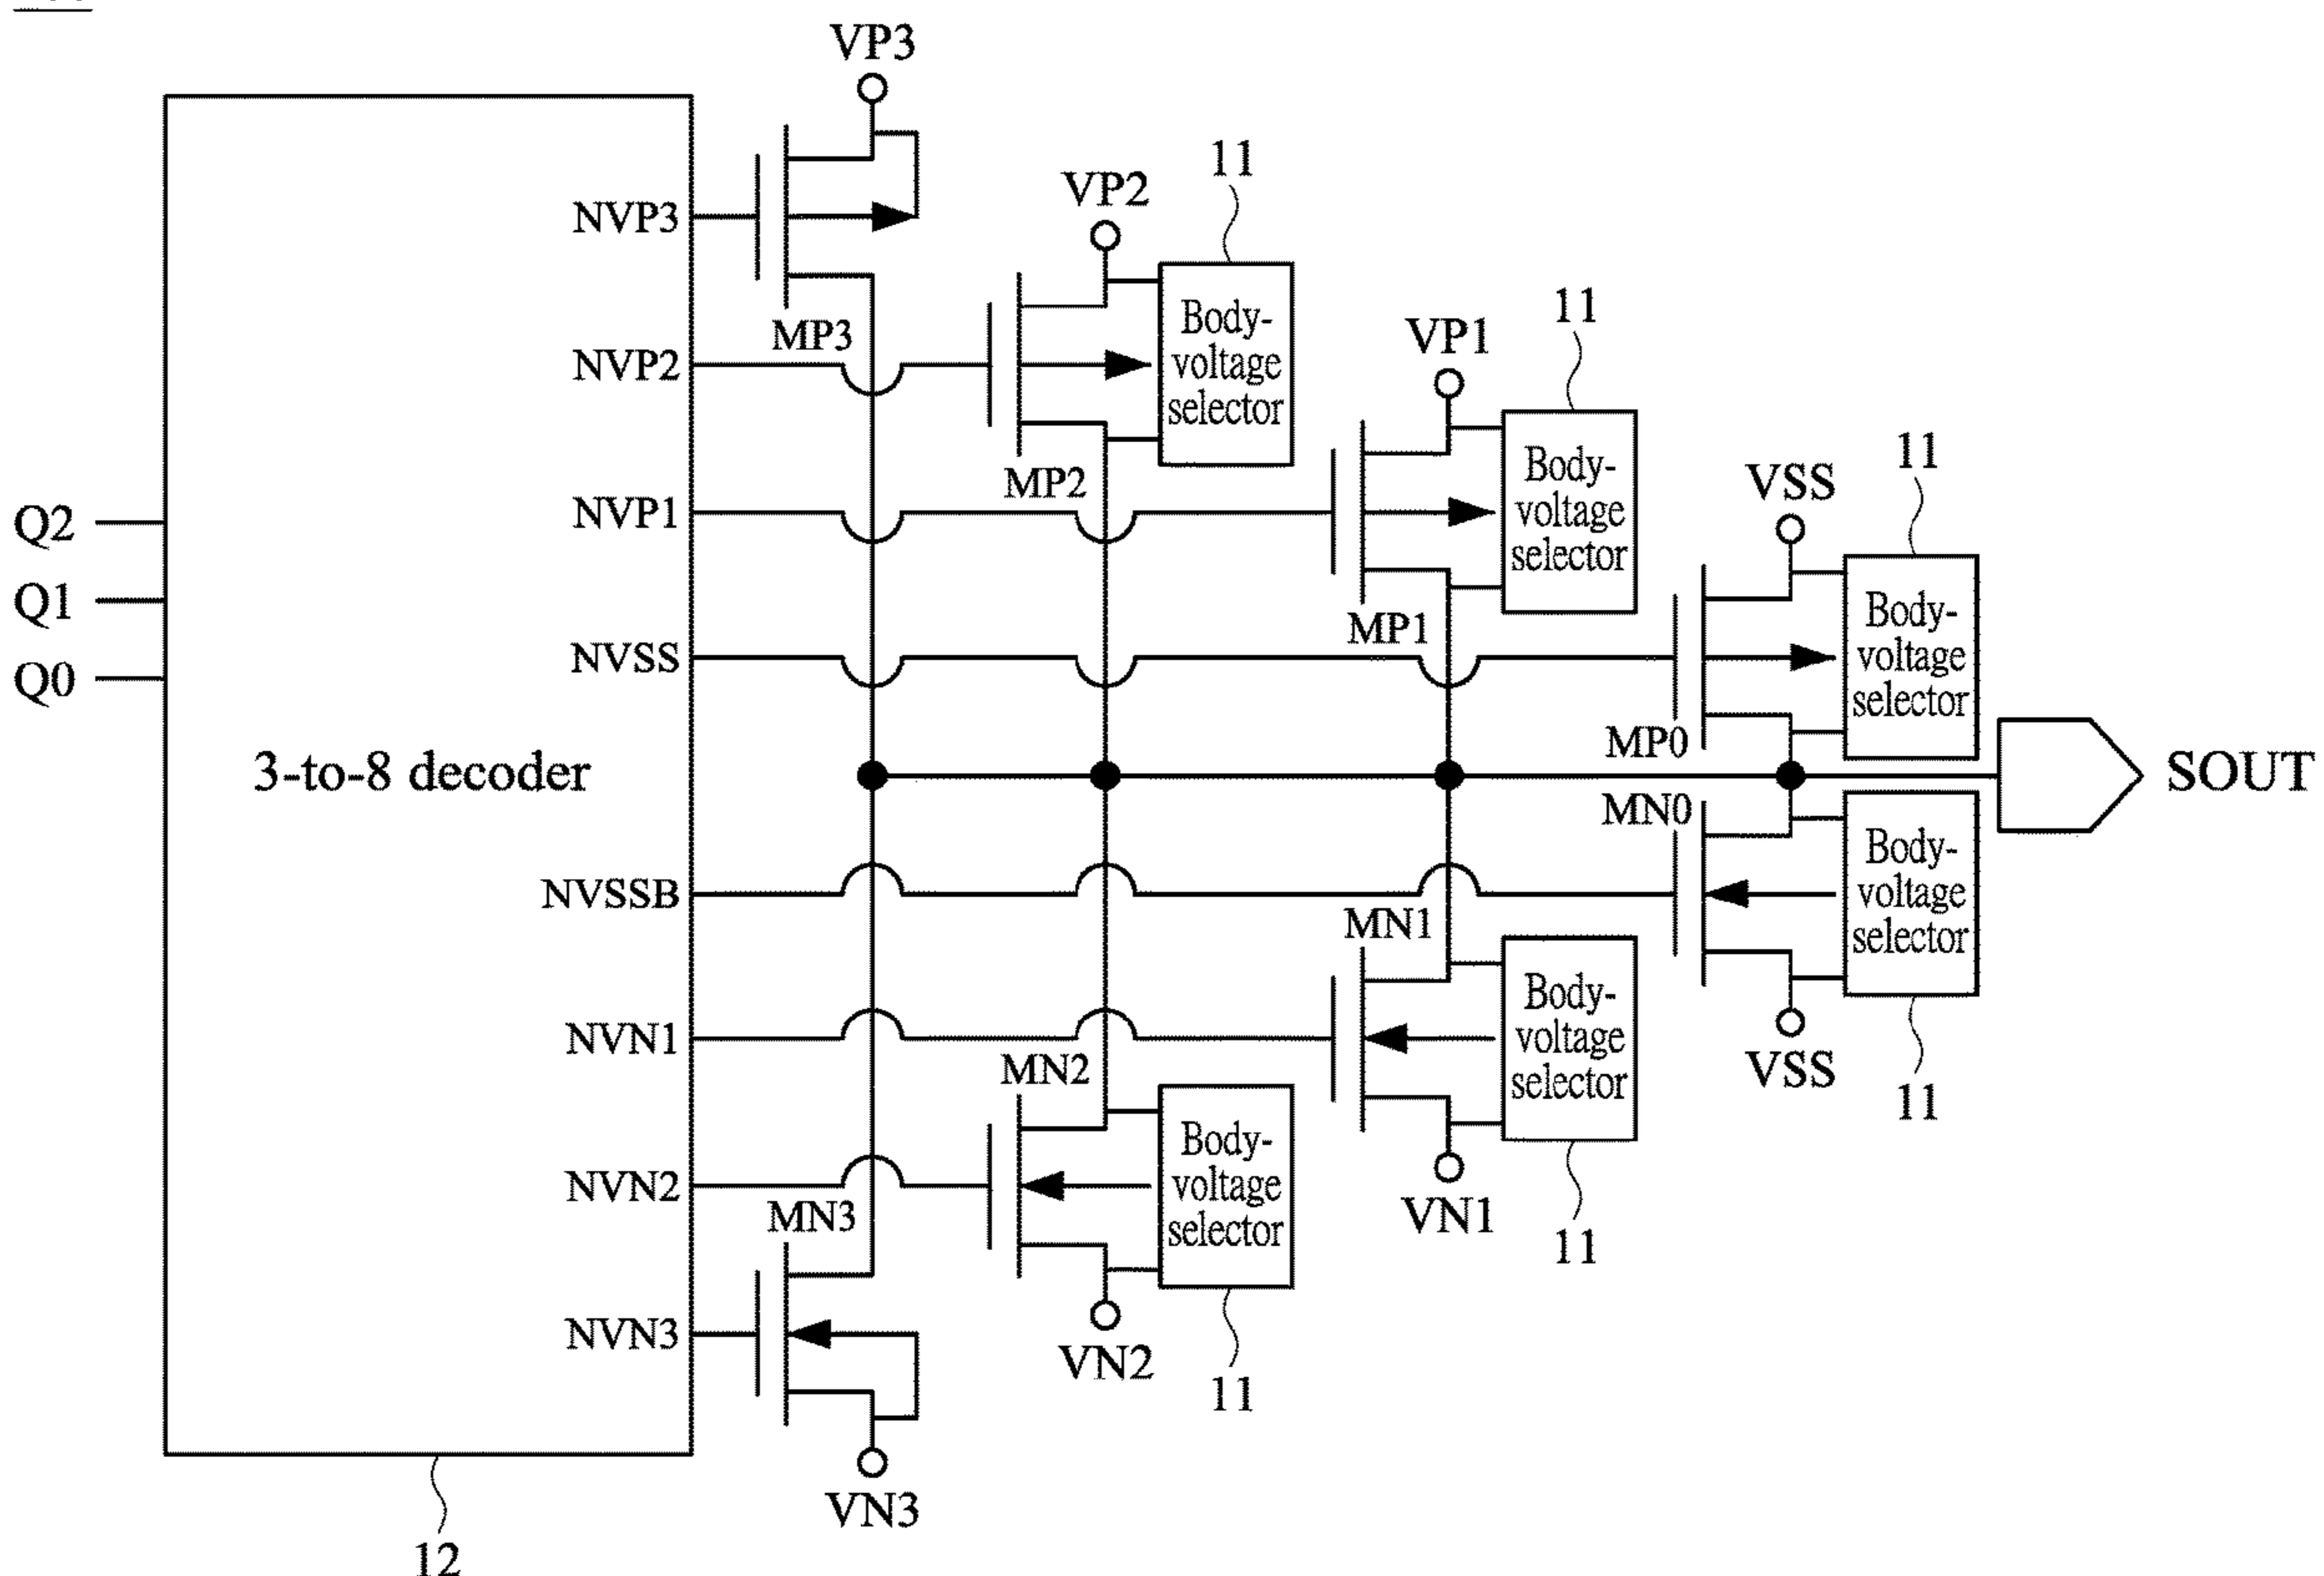 VP3
NVP3
MP3
VP2
11
Body-
voltage
selector
NVP2
MP2
VP1
11
Body-
voltage
selector
NVP1
MP1
VSS
11
Body-
voltage
selector
NVSS
MP0
Q2
Q1
Q0
3-to-8 decoder
SOUT
MN0
NVSSB
Body-
voltage
selector
VSS
11
MN1
NVN1
Body-
voltage
selector
VN1
11
MN2
NVN2
Body-
voltage
selector
VN2
11
MN3
NVN3
VN3
12